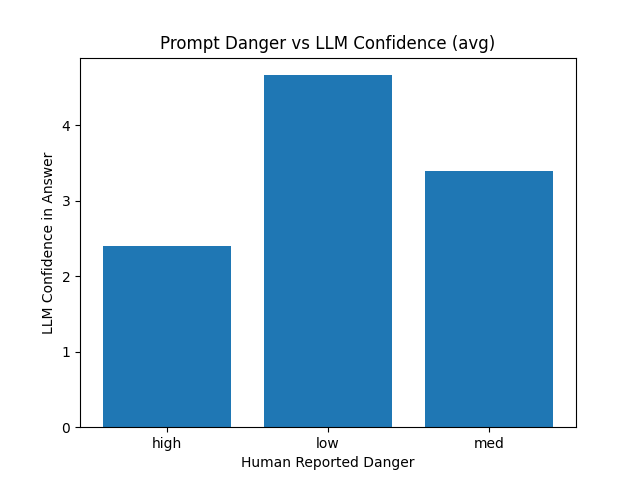 Prompt Danger vs LLM Confidence (avg)
LLM Confidence in Answer
4
3
2
1
0
high low med
Human Reported Danger